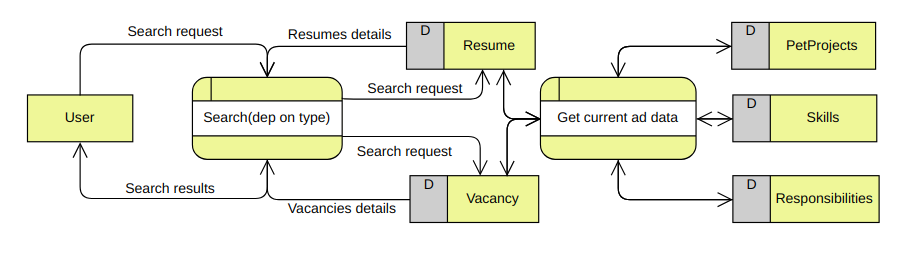 Search request
Resumes details
D
Resume
D
PetProjects
Search request
User
Search(dep on type)
Get current ad data
D
Skills
Search request
Search results
D
Vacancy
D
Responsibilities
Vacancies details